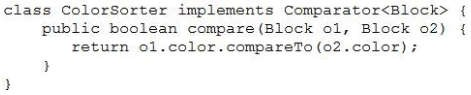 class ColorSorter implements Comparator<Block> {
    public boolean compare(Block o1, Block o2) {
        return o1.color.compareTo(o2.color);
    }
}